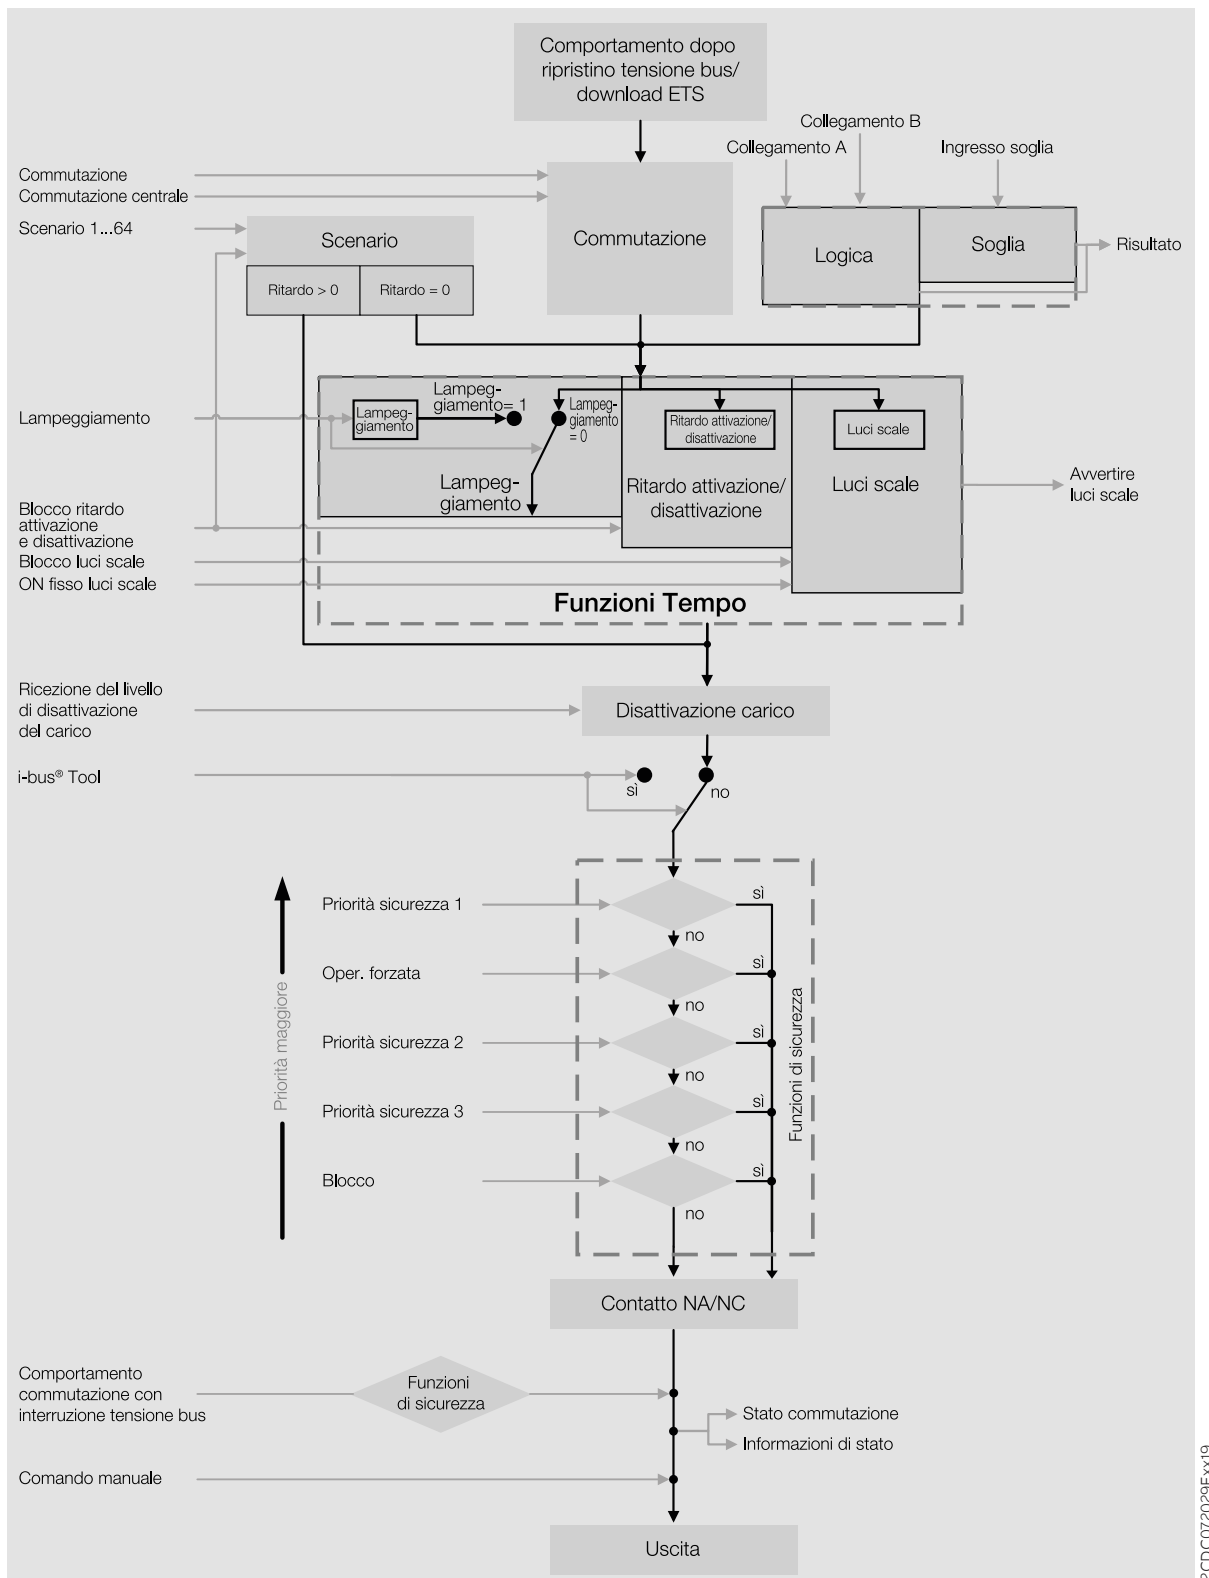 Comportamento dopo
ripristino tensione bus/
download ETS
Collegamento B
Collegamento A
Ingresso soglia
Commutazione
Commutazione centrale
Scenario 1...64
Scenario
Ritardo > 0
Ritardo = 0
Commutazione
Logica
Soglia
Risultato
Lampeggiamento
Lampeg-
giamento
Lampeg-
giamento= 1
Lampeg-
giamento
= 0
Lampeg-
giamento
Ritardo attivazione/
disattivazione
Ritardo attivazione/
disattivazione
Luci scale
Luci scale
Avvertire
luci scale
Blocco ritardo
attivazione
e disattivazione
Blocco luci scale
ON fisso luci scale
Funzioni Tempo
Ricezione del livello
di disattivazione
del carico
Disattivazione carico
i-bus® Tool
sì
no
Priorità maggiore
Priorità sicurezza 1
sì
no
Oper. forzata
sì
no
Priorità sicurezza 2
sì
no
Priorità sicurezza 3
sì
no
Blocco
sì
no
Funzioni di sicurezza
Contatto NA/NC
Comportamento
commutazione con
interruzione tensione bus
Funzioni
di sicurezza
Stato commutazione
Informazioni di stato
Comando manuale
Uscita